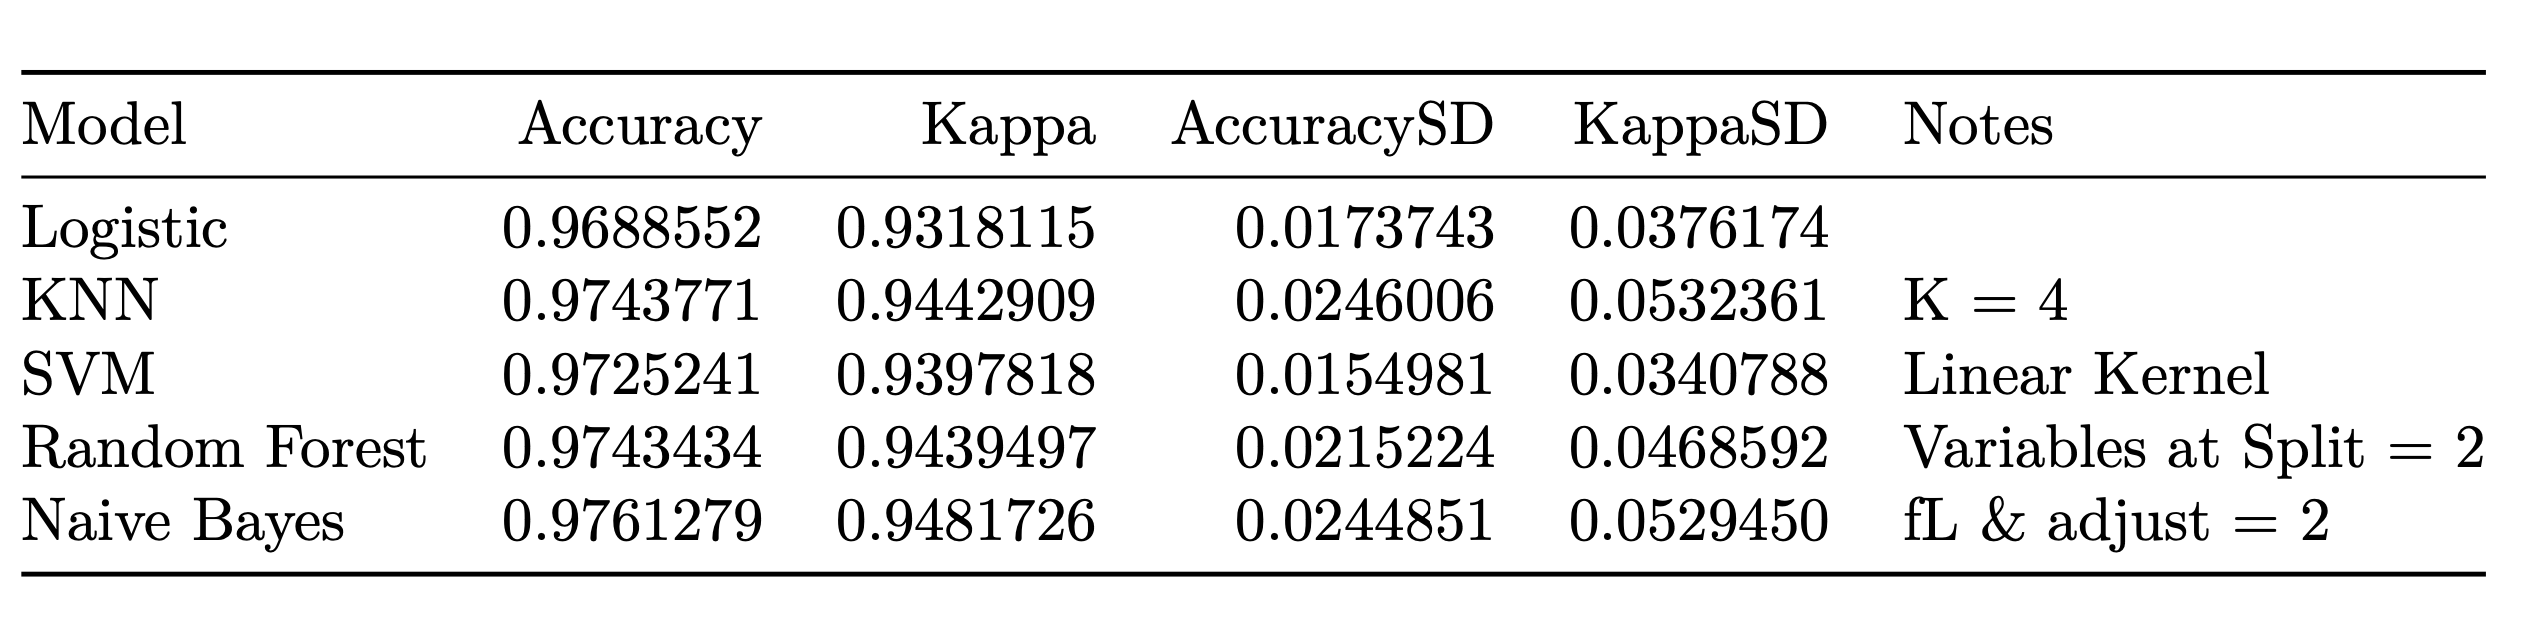 Model Accuracy Kappa AccuracySD KappaSD Notes
Logistic 0.9688552 0.9318115 0.0173743 0.0376174
KNN 0.9743771 0.9442909 0.0246006 0.0532361 K = 4
SVM 0.9725241 0.9397818 0.0154981 0.0340788 Linear Kernel
Random Forest 0.9743434 0.9439497 0.0215224 0.0468592 Variables at Split = 2
Naive Bayes 0.9761279 0.9481726 0.0244851 0.0529450 fL & adjust = 2